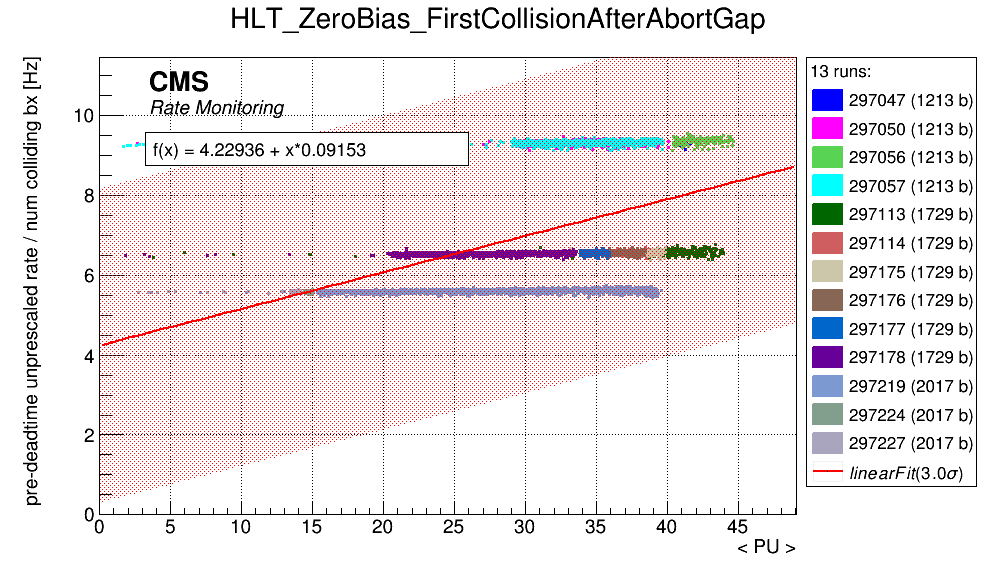 HLT_ZeroBias_FirstCollisionAfterAbortGap
pre-deadtime unprescaled rate / num colliding bx [Hz]
CMS
Rate Monitoring
f(x) = 4.22936 + x*0.09153
10
8
6
4
2
0
0 5 10 15 20 25 30 35 40 45
< PU >
13 runs:
297047 (1213 b)
297050 (1213 b)
297056 (1213 b)
297057 (1213 b)
297113 (1729 b)
297114 (1729 b)
297175 (1729 b)
297176 (1729 b)
297177 (1729 b)
297178 (1729 b)
297219 (2017 b)
297224 (2017 b)
297227 (2017 b)
linearFit(3.0σ)